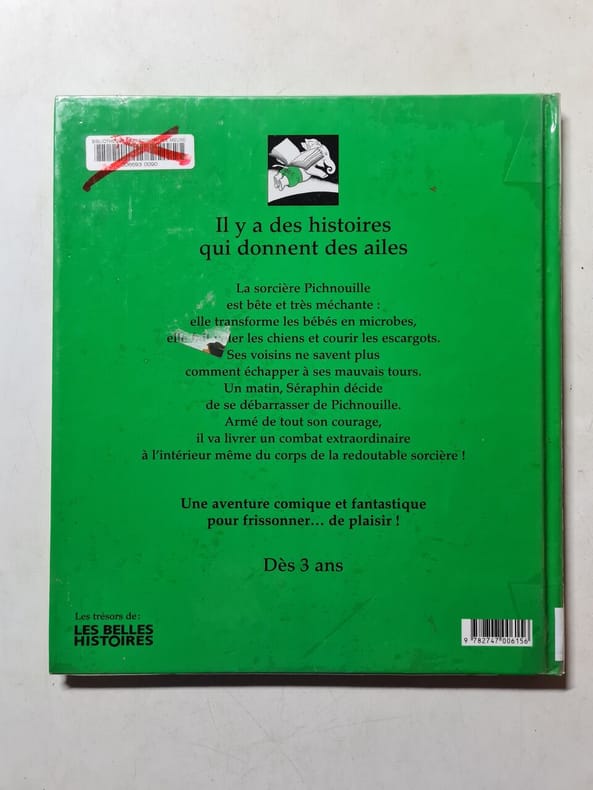 Il y a des histoires
qui donnent des ailes
La sorcière Pichnouille
est bête et très méchante :
elle transforme les bébés en microbes,
elle les chiens et courir les escargots.
Ses voisins ne savent plus
comment échapper à ses mauvais tours.
Un matin, Séraphin décide
de se débarrasser de Pichnouille.
Armé de tout son courage,
il va livrer un combat extraordinaire
à l'intérieur même du corps de la redoutable sorcière !
Une aventure comique et fantastique
pour frissonner... de plaisir !
Dès 3 ans
Les trésors de :
LES BELLES
HISTOIRES
9 782747 006156